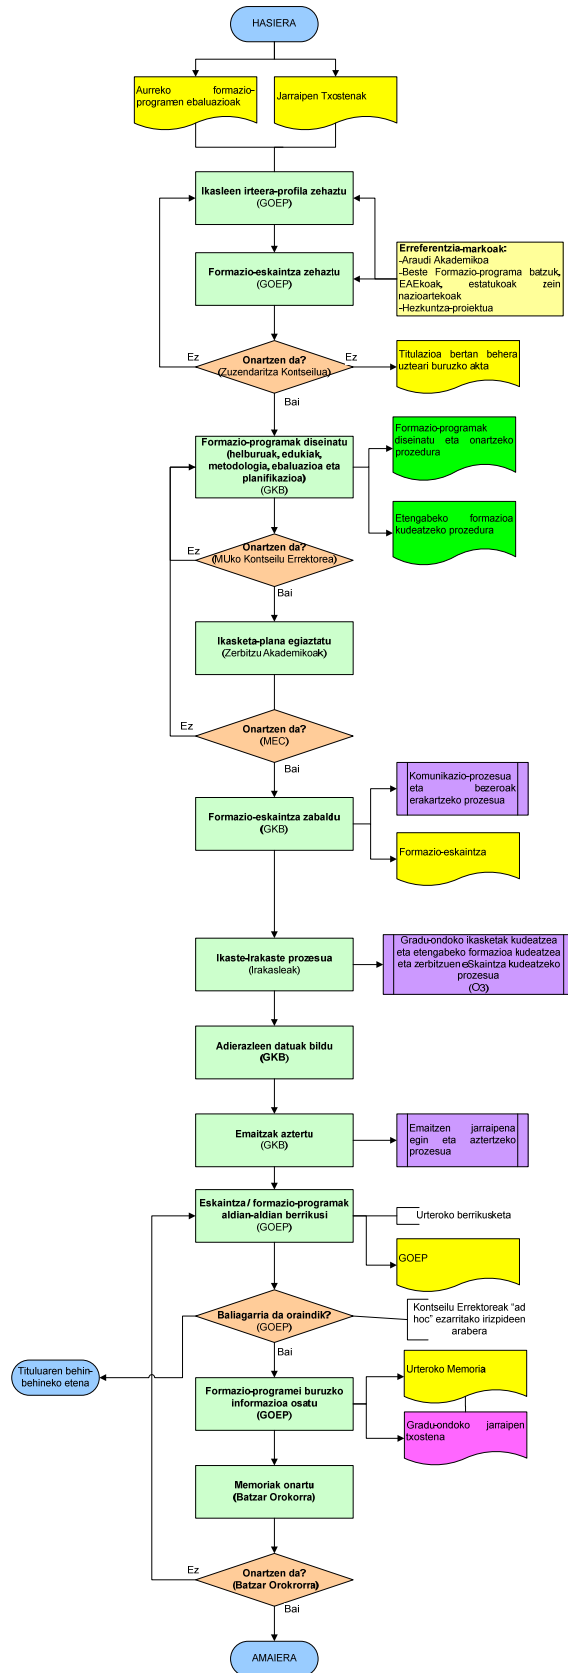 HASIERA
Aurreko formazio-
programen ebaluazioak
Jarraipen Txostenak
Ikasleen irteera-profila zehaztu
(GOEP)
Erreferentzia-markoak:
-Araudi Akademikoa
-Beste Formazio-programa batzuk,
EAEkoak, estatukoak zein
nazioartekoak
-Hezkuntza-proiektua
Formazio-eskaintza zehaztu
(GOEP)
Ez
Onartzen da?
(Zuzendaritza Kontseilua)
Ez
Titulazioa bertan behera
uzteari buruzko akta
Bai
Formazio-programak diseinatu
(helburuak, edukiak,
metodologia, ebaluazioa eta
planifikazioa)
(GKB)
Formazio-programak
diseinatu eta onartzeko
prozedura
Etengabeko formazioa
kudeatzeko prozedura
Ez
Onartzen da?
(MUko Kontseilu Errektorea)
Bai
Ikasketa-plana egiaztatu
(Zerbitzu Akademikoak)
Ez
Onartzen da?
(MEC)
Bai
Komunikazio-prozesua
eta bezeroak
erakartzeko prozesua
Formazio-eskaintza zabaldu
(GKB)
Formazio-eskaintza
Ikaste-Irakaste prozesua
(Irakasleak)
Gradu-ondoko ikasketak kudeatzea
eta etengabeko formazioa kudeatzea
eta zerbitzuen eSkaintza kudeatzeko
prozesua
(O3)
Adierazleen datuak bildu
(GKB)
Emaitzak aztertu
(GKB)
Emaitzen jarraipena
egin eta aztertzeko
prozesua
Eskaintza / formazio-programak
aldian-aldian berrikusi
(GOEP)
Urteroko berrikusketa
GOEP
Baliagarria da oraindik?
(GOEP)
Kontseilu Errektoreak "ad
hoc" ezarritako irizpideen
arabera
Bai
Tituluaren behin-
behineko etena
Formazio-programei buruzko
informazioa osatu
(GOEP)
Urteroko Memoria
Gradu-ondoko jarraipen
txostena
Memoriak onartu
(Batzar Orokorra)
Ez
Onartzen da?
(Batzar Orokrorra)
Bai
AMAIERA